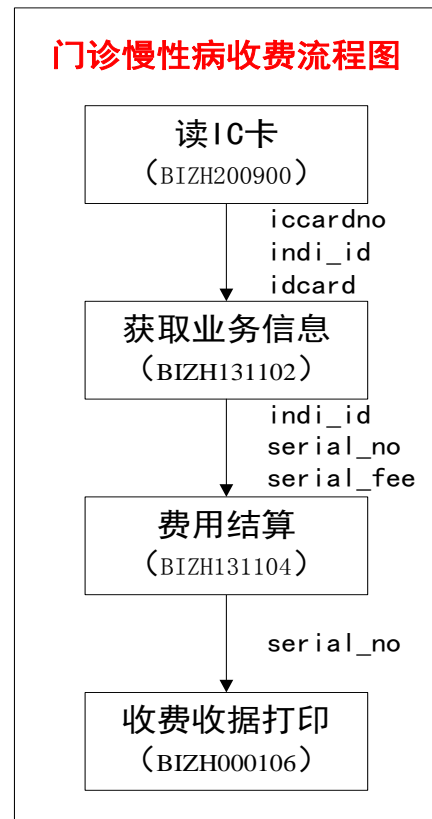 门诊慢性病收费流程图
读IC卡
（BIZH200900）
iccardno
indi_id
idcard
获取业务信息
（BIZH131102）
indi_id
serial_no
serial_fee
费用结算
（BIZH131104）
serial_no
收费收据打印
（BIZH000106）